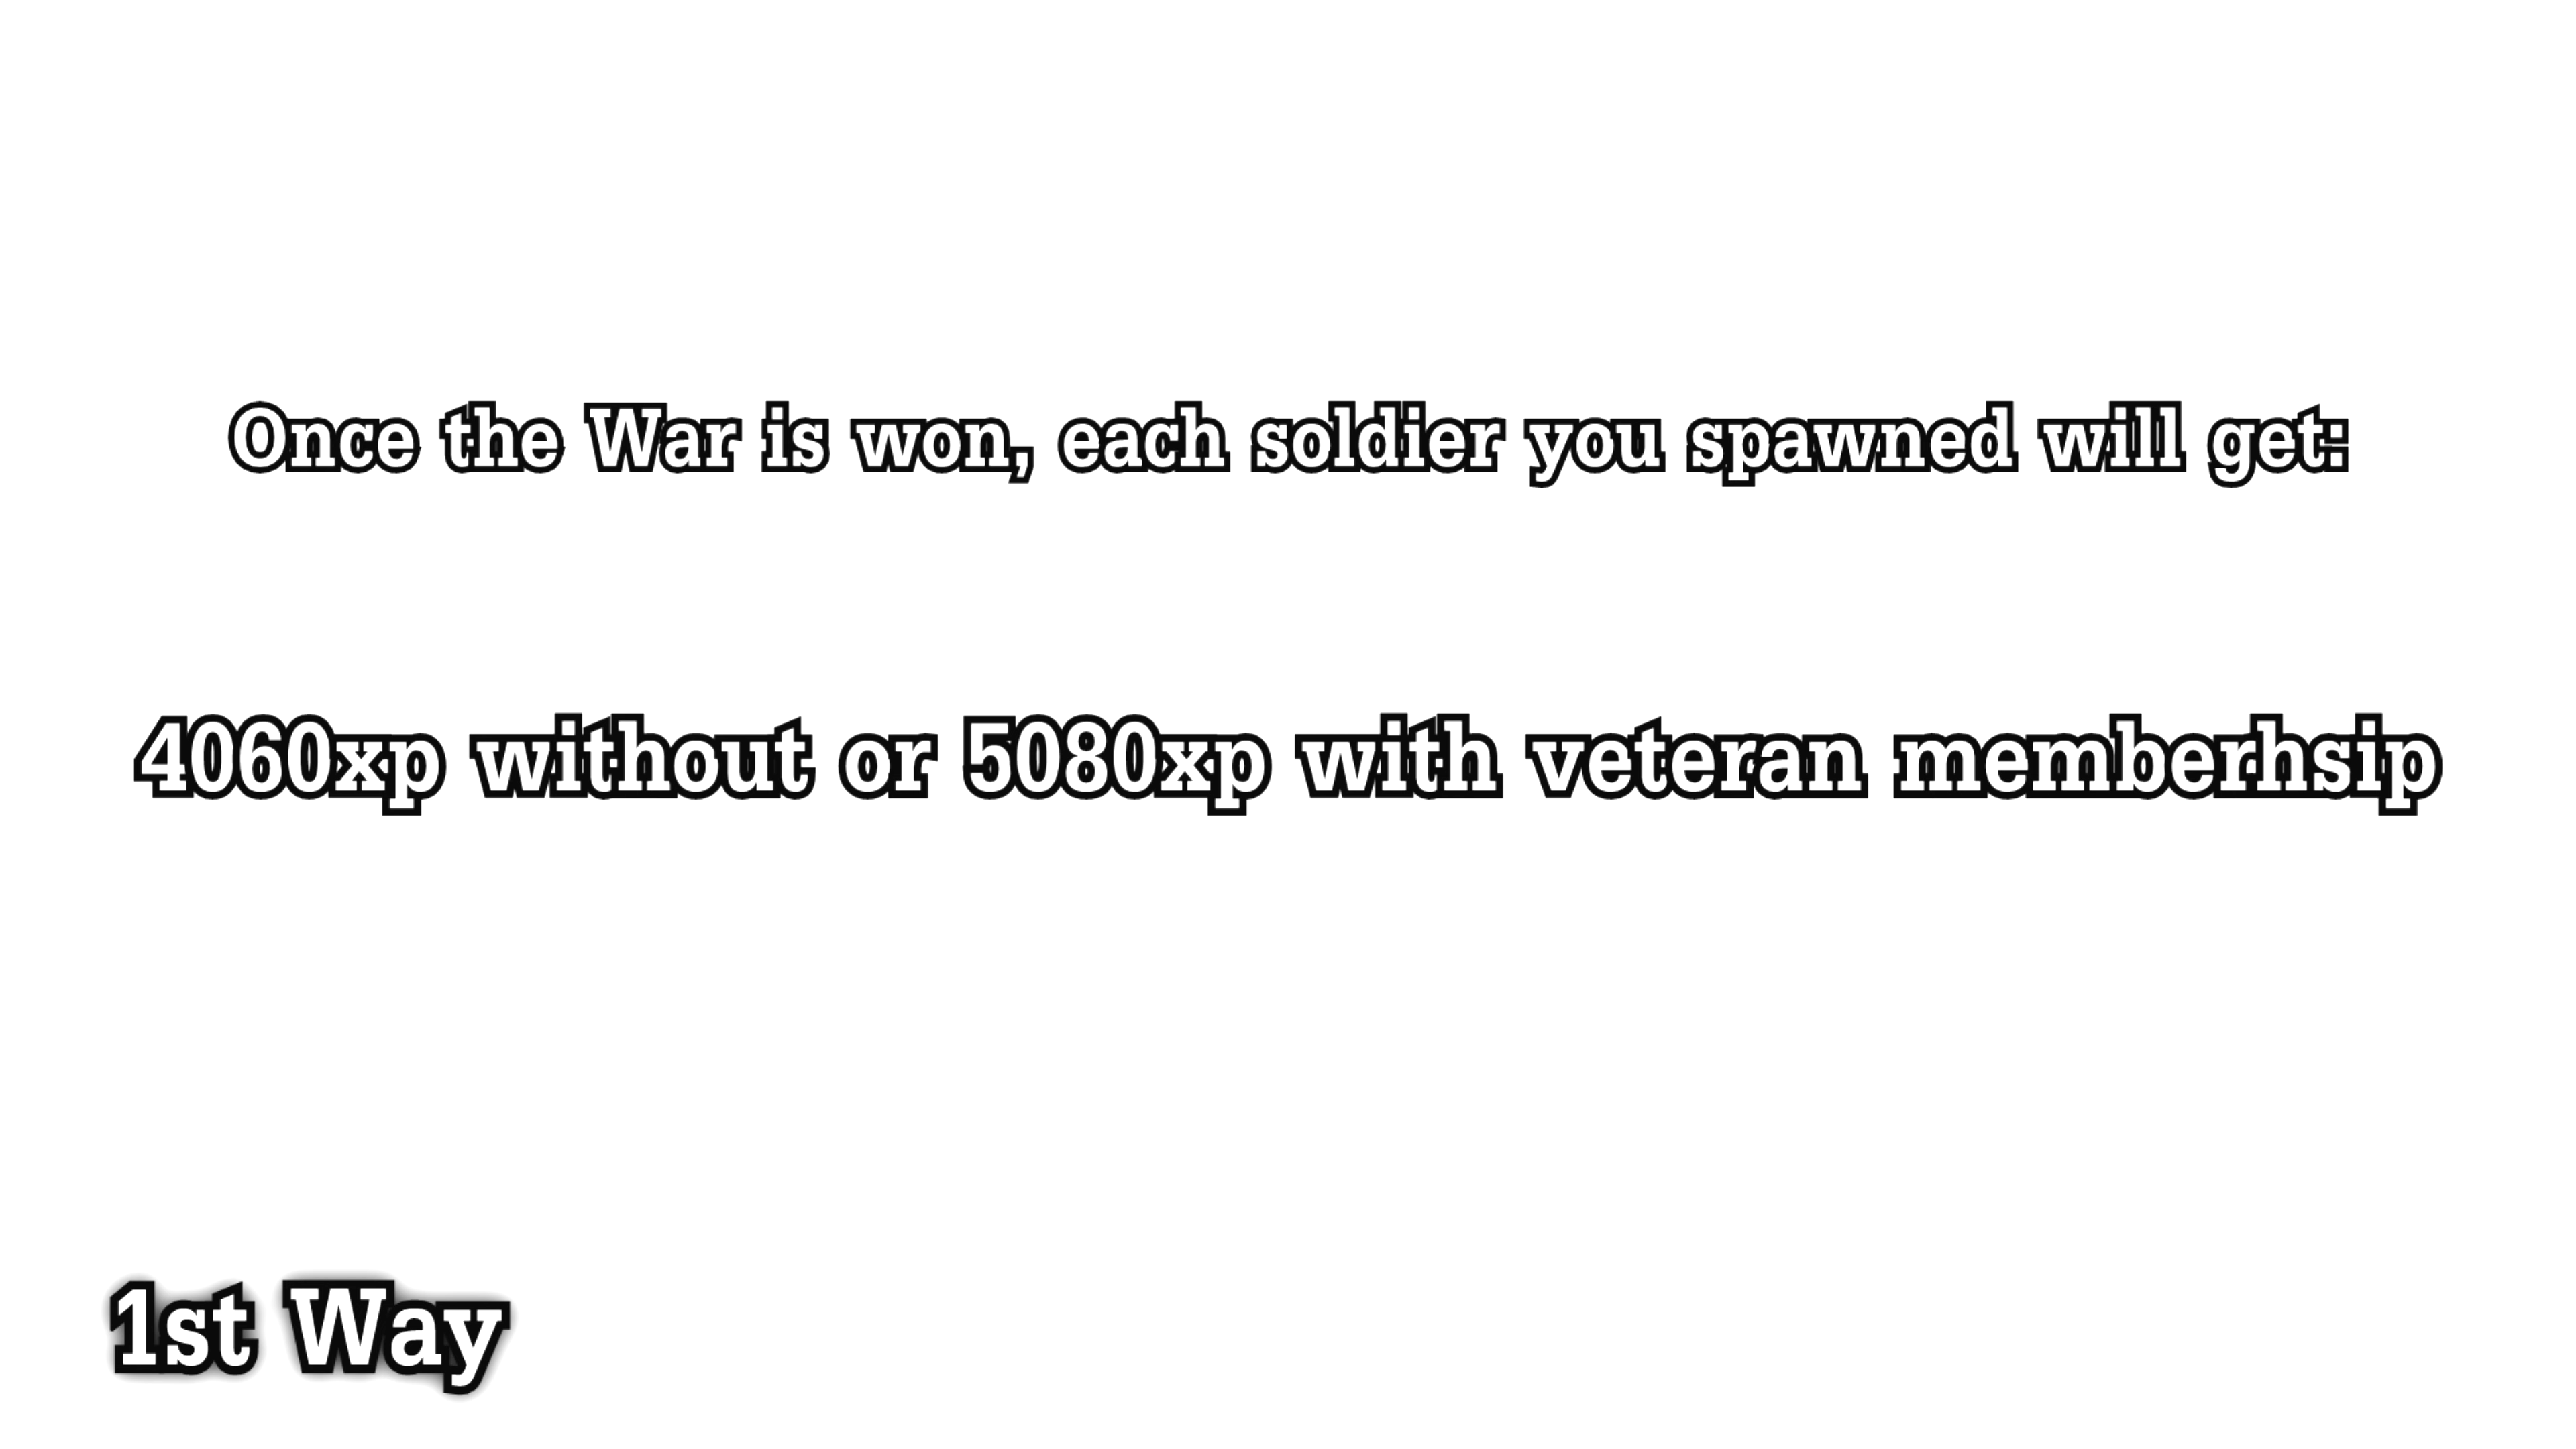 Once the War is won, each soldier you spawned will get:
4060xp without or 5080xp with veteran memberhsip
1st Way